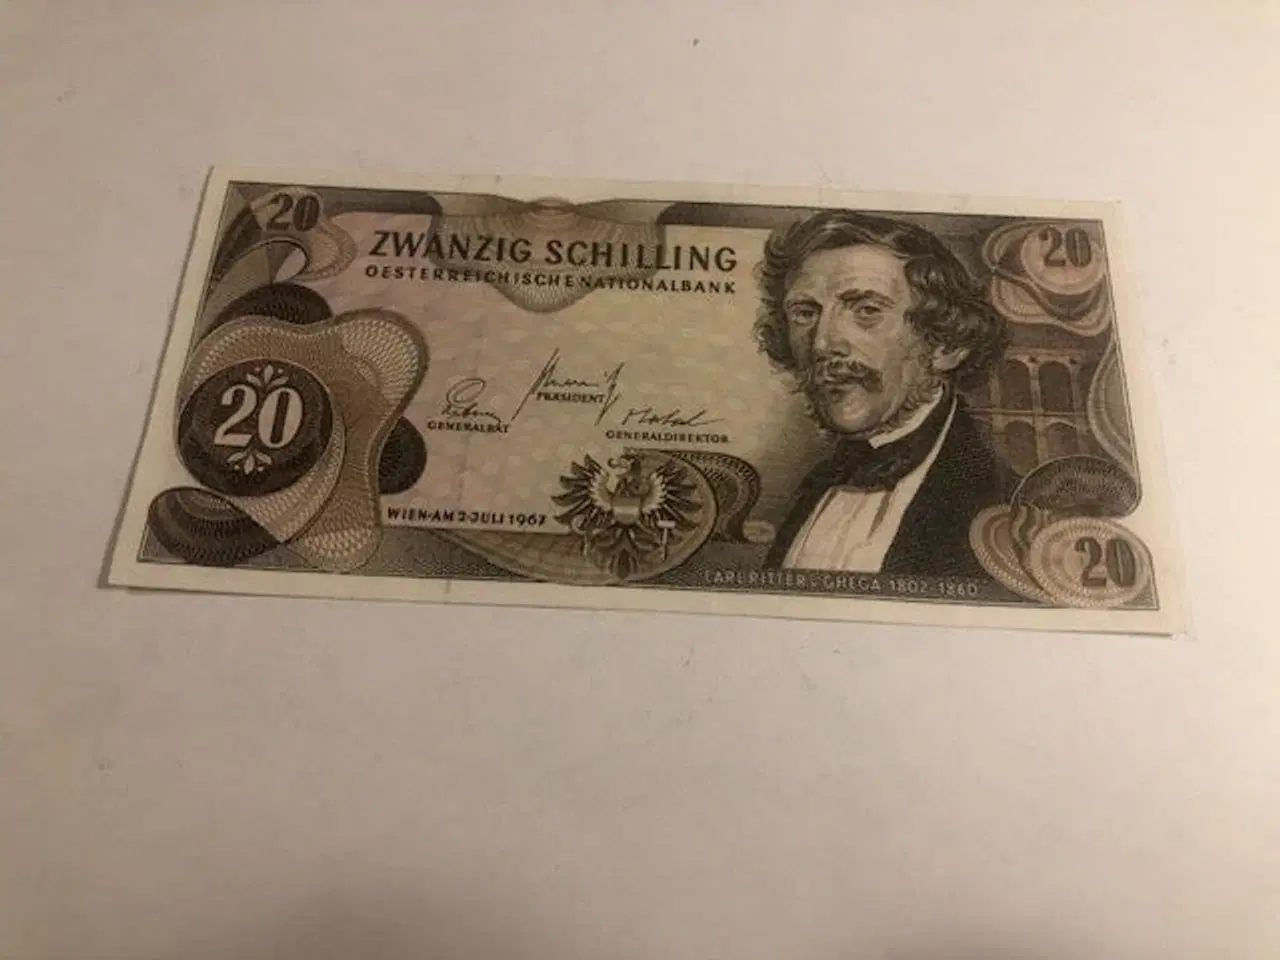 20
20
ZWANZIG SCHILLING
OESTERREICHISCHE NATIONALBANK
PRÆSIDENT
GENERALRAT
GENERALDIREKTOR
20
WIEN·AM 2·JULI 1967
20
CARL RITTER v. GHEGA 1802-1860